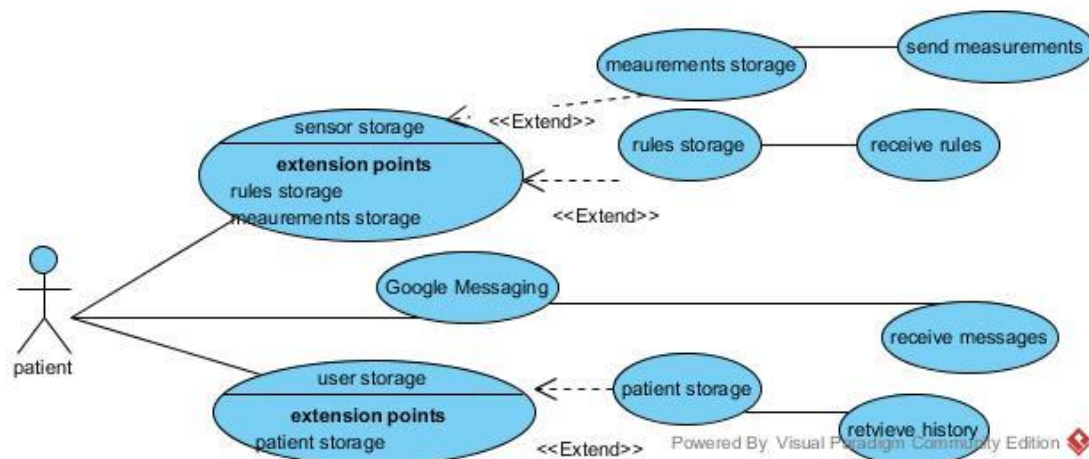 meaurements storage
send measurements
sensor storage
<<Extend>>
extension points
rules storage
meaurements storage
rules storage
receive rules
<<Extend>>
Google Messaging
receive messages
patient
user storage
extension points
patient storage
patient storage
<<Extend>>
retvieve history
Powered By Visual Paradigm Community Edition